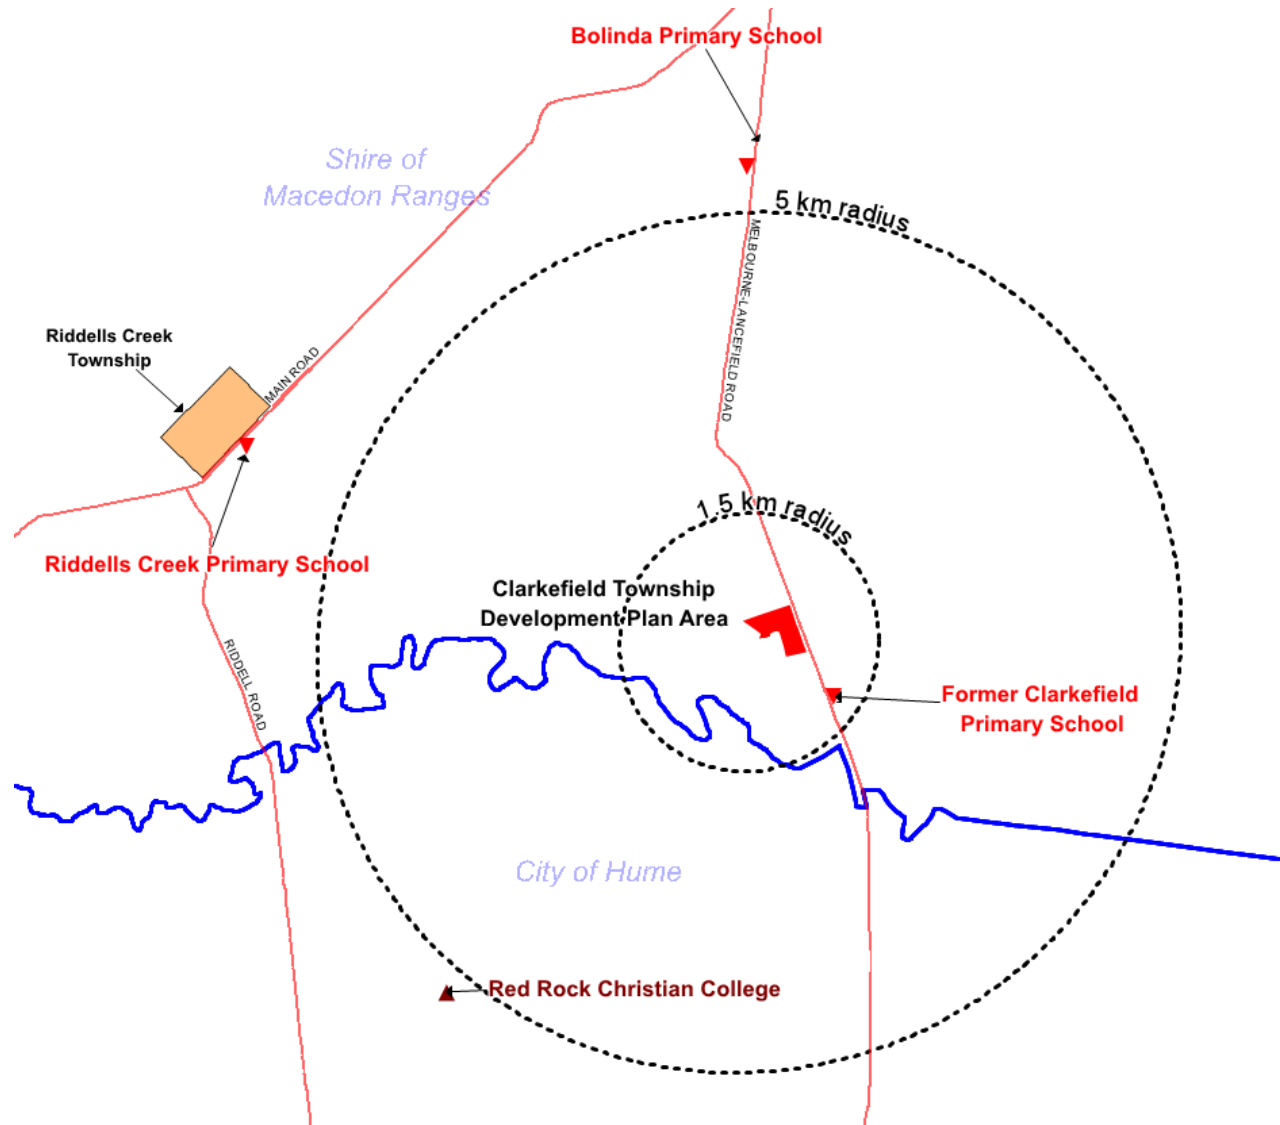 Bolinda Primary School
Shire of
Macedon Ranges
5 km radius
MELBOURNE-LANCEFIELD ROAD
Riddells Creek
Township
MAIN ROAD
1.5 km radius
Riddells Creek Primary School
Clarkefield Township
Development Plan Area
RIDDELL ROAD
Former Clarkefield
Primary School
City of Hume
Red Rock Christian College